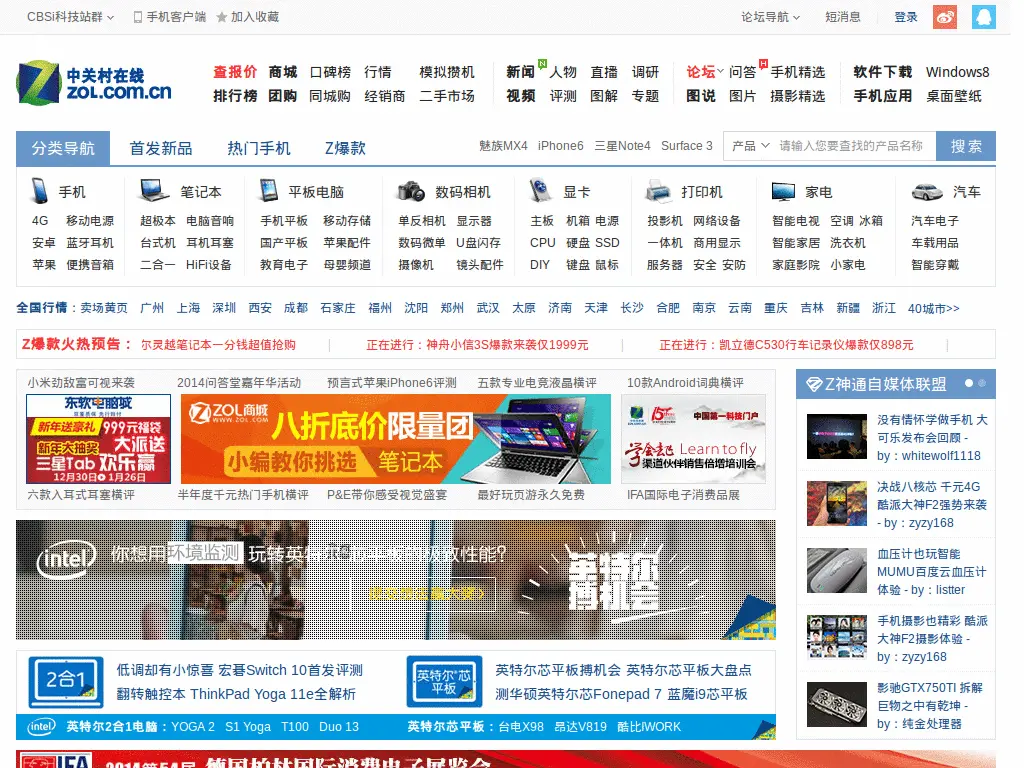 CBSi科技站群 手机客户端 加入收藏 论坛导航 短消息 登录
中关村在线 ZOL.COM.CN
查报价 商城 口碑榜 行情 模拟攒机 新闻 N 人物 直播 调研 论坛 问答 H 手机精选 软件下载 Windows8
排行榜 团购 同城购 经销商 二手市场 视频 评测 图解 专题 图说 图片 摄影精选 手机应用 桌面壁纸
分类导航 首发新品 热门手机 Z爆款 魅族MX4 iPhone6 三星Note4 Surface 3 产品 请输入您要查找的产品名称 搜索
手机 笔记本 平板电脑 数码相机 显卡 打印机 家电 汽车
4G 移动电源 超极本 电脑音响 手机平板 移动存储 单反相机 显示器 主板 机箱 电源 投影机 网络设备 智能电视 空调 冰箱 汽车电子
安卓 蓝牙耳机 台式机 耳机耳塞 国产平板 苹果配件 数码微单 U盘闪存 CPU 硬盘 SSD 一体机 商用显示 智能家居 洗衣机 车载用品
苹果 便携音箱 二合一 HiFi设备 教育电子 母婴频道 摄像机 镜头配件 DIY 键盘 鼠标 服务器 安全 安防 家庭影院 小家电 智能穿戴
全国行情：卖场黄页 广州 上海 深圳 西安 成都 石家庄 福州 沈阳 郑州 武汉 太原 济南 天津 长沙 合肥 南京 云南 重庆 吉林 新疆 浙江 40城市>>
Z爆款火热预告： 尔灵越笔记本一分钱超值抢购 | 正在进行：神舟小信3S爆款来袭仅1999元 | 正在进行：凯立德C530行车记录仪爆款仅898元 |
小米劲敌富可视来袭 2014问答堂嘉年华活动 预言式苹果iPhone6评测 五款专业电竞液晶横评 10款Android词典横评
东软电脑城
新年送豪礼 999元福袋
新年大抽奖 大派送
三星Tab 欢乐赢
12月30日 1月26日
ZOL商城 WWW.ZOL.COM
八折底价限量团
小编教你挑选 笔记本
中国第一科技门户
学会飞 Learn to fly
渠道伙伴销售倍增培训会
六款入耳式耳塞横评 半年度千元热门手机横评 P&E带你感受视觉盛宴 最好玩页游永久免费 IFA国际电子消费品展
intel 你想用环境监测 玩转英特尔芯平板的极致性能?
英特尔
搏机会
2合1
低调却有小惊喜 宏碁Switch 10首发评测
翻转触控本 ThinkPad Yoga 11e全解析
英特尔芯
平板
英特尔芯平板搏机会 英特尔芯平板大盘点
测华硕英特尔芯Fonepad 7 蓝魔i9芯平板
intel 英特尔2合1电脑：YOGA 2 S1 Yoga T100 Duo 13 英特尔芯平板：台电X98 昂达V819 酷比IWORK
Z神通自媒体联盟
没有情怀学做手机 大
可乐发布会回顾 -
by：whitewolf1118
决战八核芯 千元4G
酷派大神F2强势来袭
- by：zyzy168
血压计也玩智能
MUMU百度云血压计
体验 - by：listter
手机摄影也精彩 酷派
大神F2摄影体验 -
by：zyzy168
影驰GTX750TI 拆解
巨物之中有乾坤 -
by：纯金处理器
IFA 2014第54届 德国柏林国际消费电子展览会